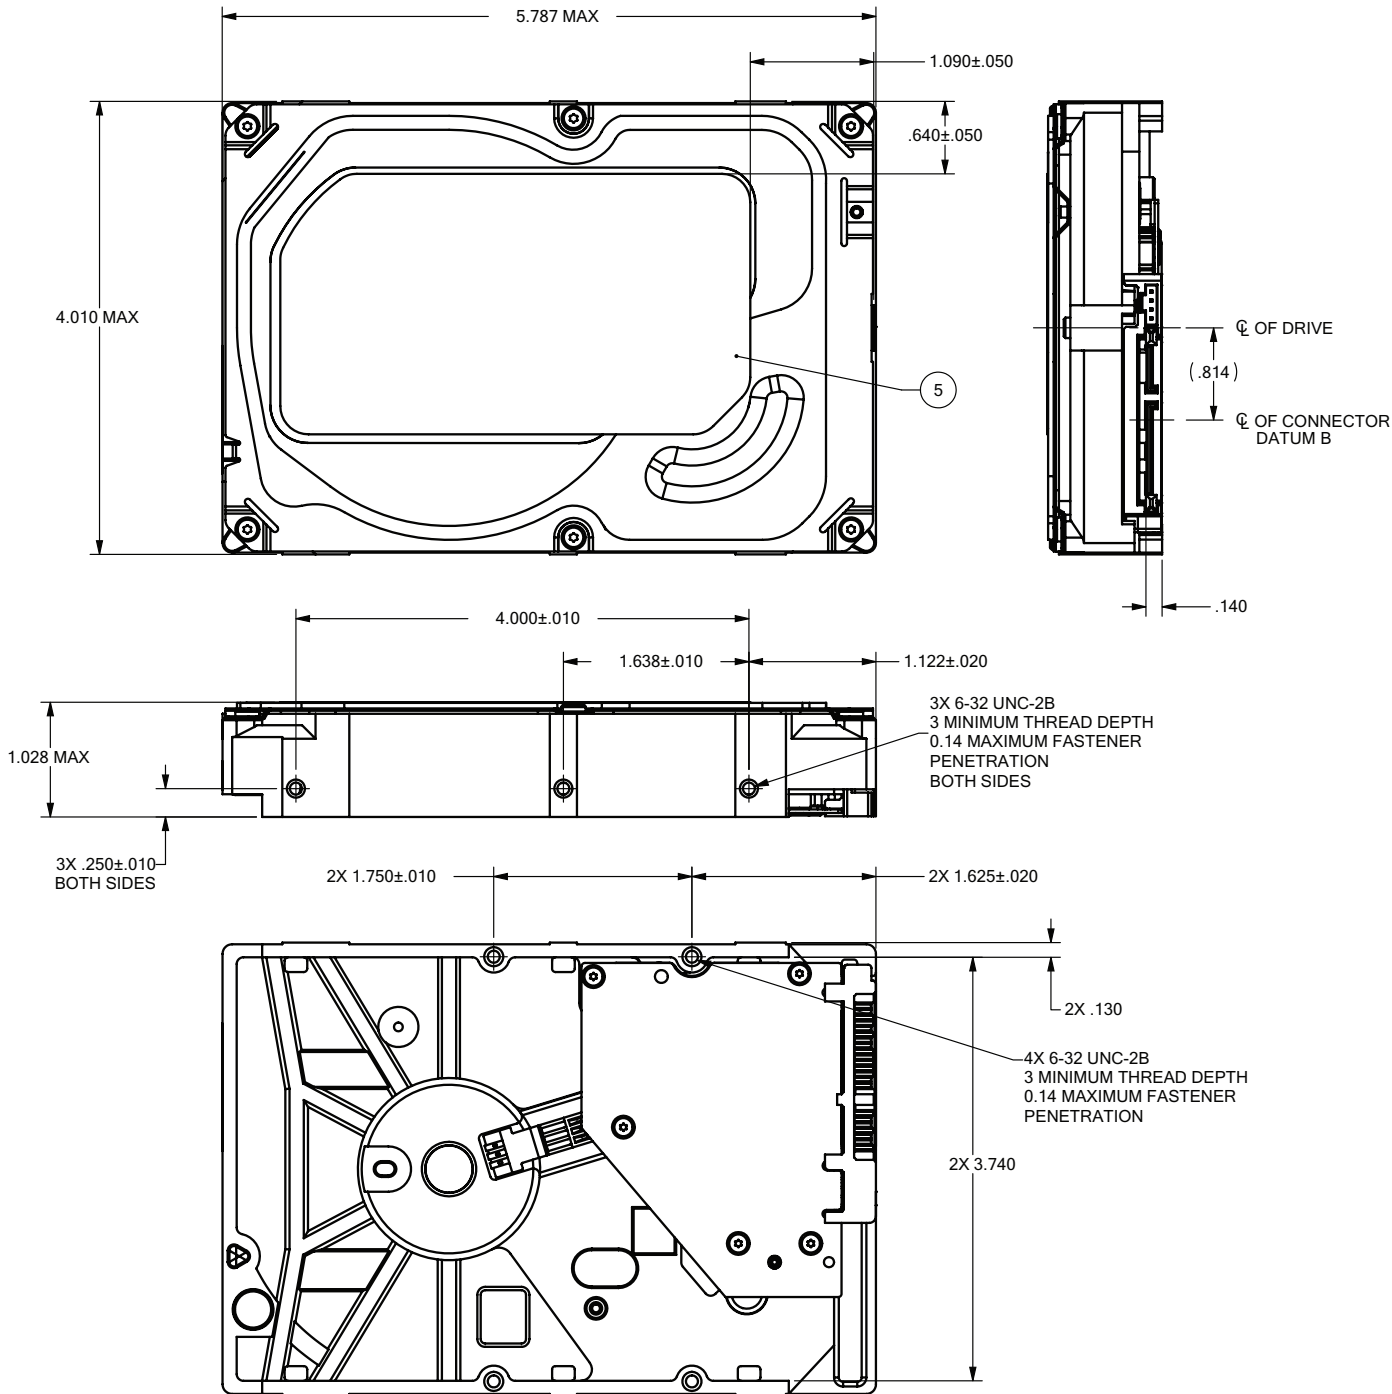 5.787 MAX
1.090±.050
.640±.050
4.010 MAX
℄ OF DRIVE
(.814)
5
℄ OF CONNECTOR
DATUM B
.140
4.000±.010
1.638±.010
1.122±.020
3X 6-32 UNC-2B
3 MINIMUM THREAD DEPTH
0.14 MAXIMUM FASTENER
PENETRATION
BOTH SIDES
1.028 MAX
3X .250±.010
BOTH SIDES
2X 1.750±.010
2X 1.625±.020
2X .130
4X 6-32 UNC-2B
3 MINIMUM THREAD DEPTH
0.14 MAXIMUM FASTENER
PENETRATION
2X 3.740